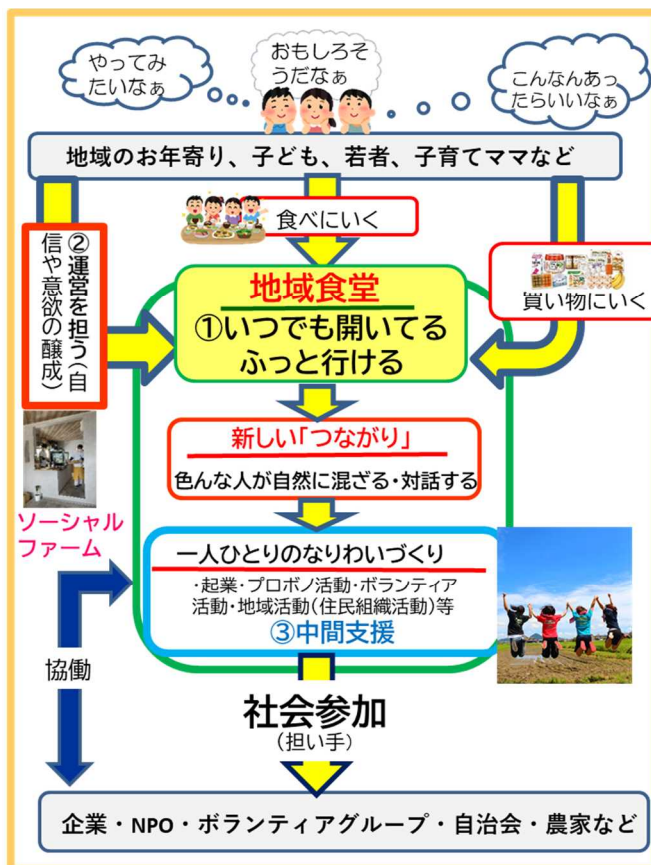 やってみ
たいなぁ
おもしろそ
うだなぁ
こんなんあっ
たらいいなぁ
地域のお年寄り、子ども、若者、子育てママなど
食べにいく
②運営を担う(自
信や意欲の醸成)
買い物にいく
地域食堂
①いつでも開いてる
ふっと行ける
新しい「つながり」
色んな人が自然に混ざる・対話する
ソーシャル
ファーム
一人ひとりのなりわいづくり
・起業・プロボノ活動・ボランティア
活動・地域活動(住民組織活動)等
③中間支援
協働
社会参加
(担い手)
企業・NPO・ボランティアグループ・自治会・農家など